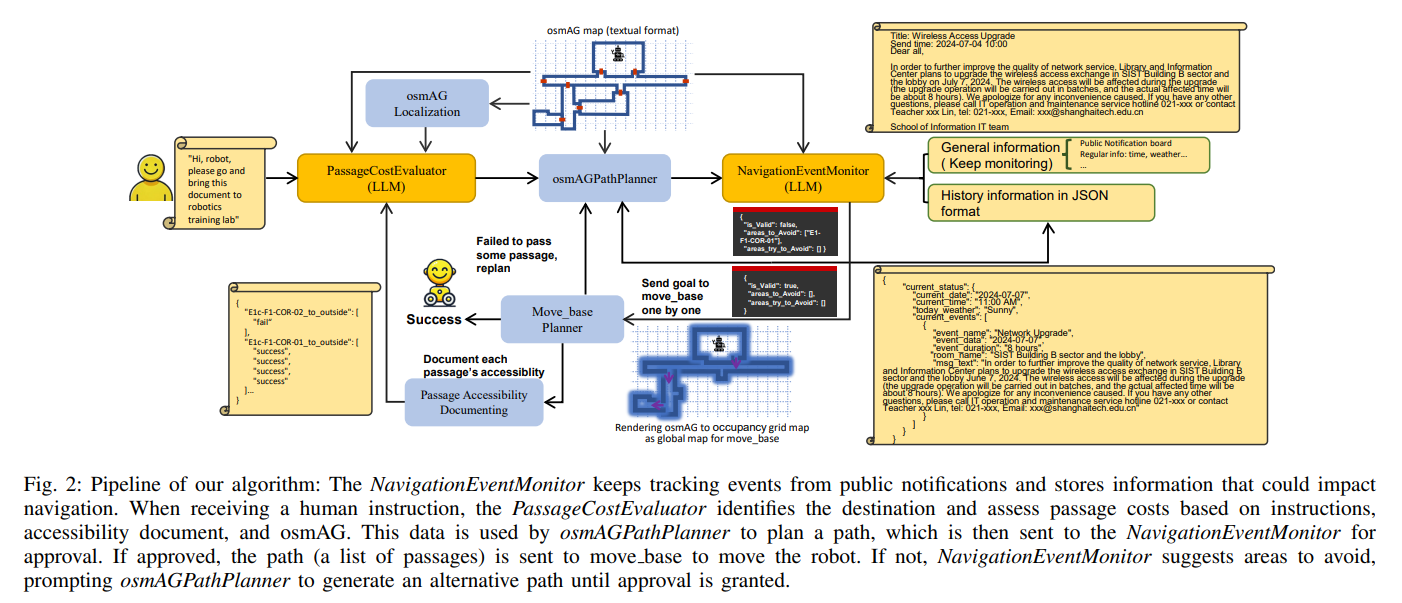 osmAG map (textual format)
Title: Wireless Access Upgrade
Send time: 2024-07-04 10:00
Dear all,
In order to further improve the quality of network service, Library and Information
Center plans to upgrade the wireless access exchange in SIST Building B sector and
the lobby on July 7, 2024. The wireless access will be affected during the upgrade
(the upgrade operation will be carried out in batches, and the actual affected time will
be about 8 hours). We apologize for any inconvenience caused. If you have any other
questions, please call IT operation and maintenance service hotline 021-xxx or contact
Teacher xxx Lin, tel: 021-xxx, Email: xxx@shanghaitech.edu.cn
School of Information IT team
osmAG
Localization
"Hi, robot,
please go and
bring this
document to
robotics
training lab"
PassageCostEvaluator
(LLM)
osmAGPathPlanner
NavigationEventMonitor
(LLM)
General information
( Keep monitoring)
Public Notification board
Regular info: time, weather...
...
History information in JSON
format
{
"is_Valid": false,
"areas_to_Avoid": ["E1-
F1-COR-01"],
"areas_try_to_Avoid": [] }
{
"is_Valid": true,
"areas_to_Avoid": [],
"areas_try_to_Avoid": []
}
Failed to pass
some passage,
replan
Send goal to
move_base
one by one
Success
Move_base
Planner
Document each
passage's accessiblity
Passage Accessibility
Documenting
{
"E1c-F1-COR-02_to_outside": [
"fail"
],
"E1c-F1-COR-01_to_outside": [
"success",
"success",
"success",
"success"
]...
}
Rendering osmAG to occupancy grid map
as global map for move_base
{
"current_status": {
"current_date": "2024-07-07",
"current_time": "11:00 AM",
"today_weather": "Sunny",
"current_events": [
{
"event_name": "Network Upgrade",
"event_data": "2024-07-07"
"event_duration": "8 hours",
"room_name": "SIST Building B sector and the lobby",
"msg_text": "In order to further improve the quality of network service, Library
and Information Center plans to upgrade the wireless access exchange in SIST Building B
sector and the lobby June 7, 2024. The wireless access will be affected during the upgrade
(the upgrade operation will be carried out in batches, and the actual affected time will be
about 8 hours). We apologize for any inconvenience caused. If you have any other
questions, please call IT operation and maintenance service hotline 021-xxx or contact
Teacher xxx Lin, tel: 021-xxx, Email: xxx@shanghaitech.edu.cn"
}
]
}
}
Fig. 2: Pipeline of our algorithm: The NavigationEventMonitor keeps tracking events from public notifications and stores information that could impact
navigation. When receiving a human instruction, the PassageCostEvaluator identifies the destination and assess passage costs based on instructions,
accessibility document, and osmAG. This data is used by osmAGPathPlanner to plan a path, which is then sent to the NavigationEventMonitor for
approval. If approved, the path (a list of passages) is sent to move_base to move the robot. If not, NavigationEventMonitor suggests areas to avoid,
prompting osmAGPathPlanner to generate an alternative path until approval is granted.